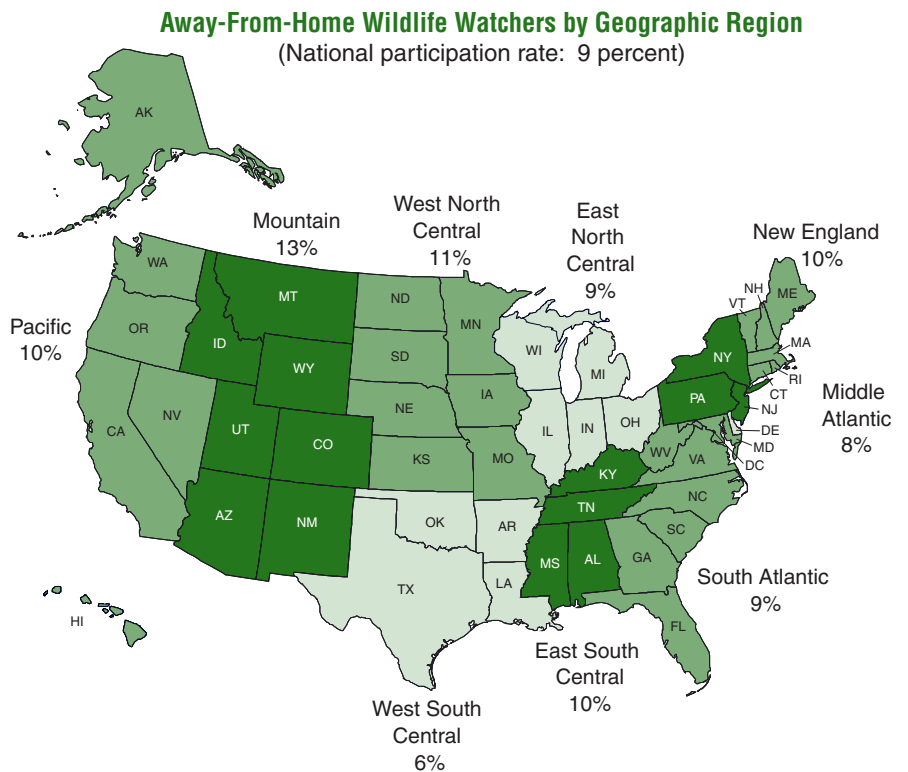 Away-From-Home Wildlife Watchers by Geographic Region
(National participation rate:  9 percent)
AK
Mountain
13%
West North
Central
11%
East
North
Central
9%
New England
10%
Pacific
10%
Middle
Atlantic
8%
South Atlantic
9%
East South
Central
10%
West South
Central
6%
WA
OR
CA
NV
ID
MT
WY
UT
CO
AZ
NM
ND
SD
NE
KS
MN
IA
MO
WI
MI
IL
IN
OH
KY
TN
MS
AL
OK
AR
TX
LA
NY
PA
NJ
VT
NH
ME
MA
RI
CT
DE
MD
DC
WV
VA
NC
SC
GA
FL
HI